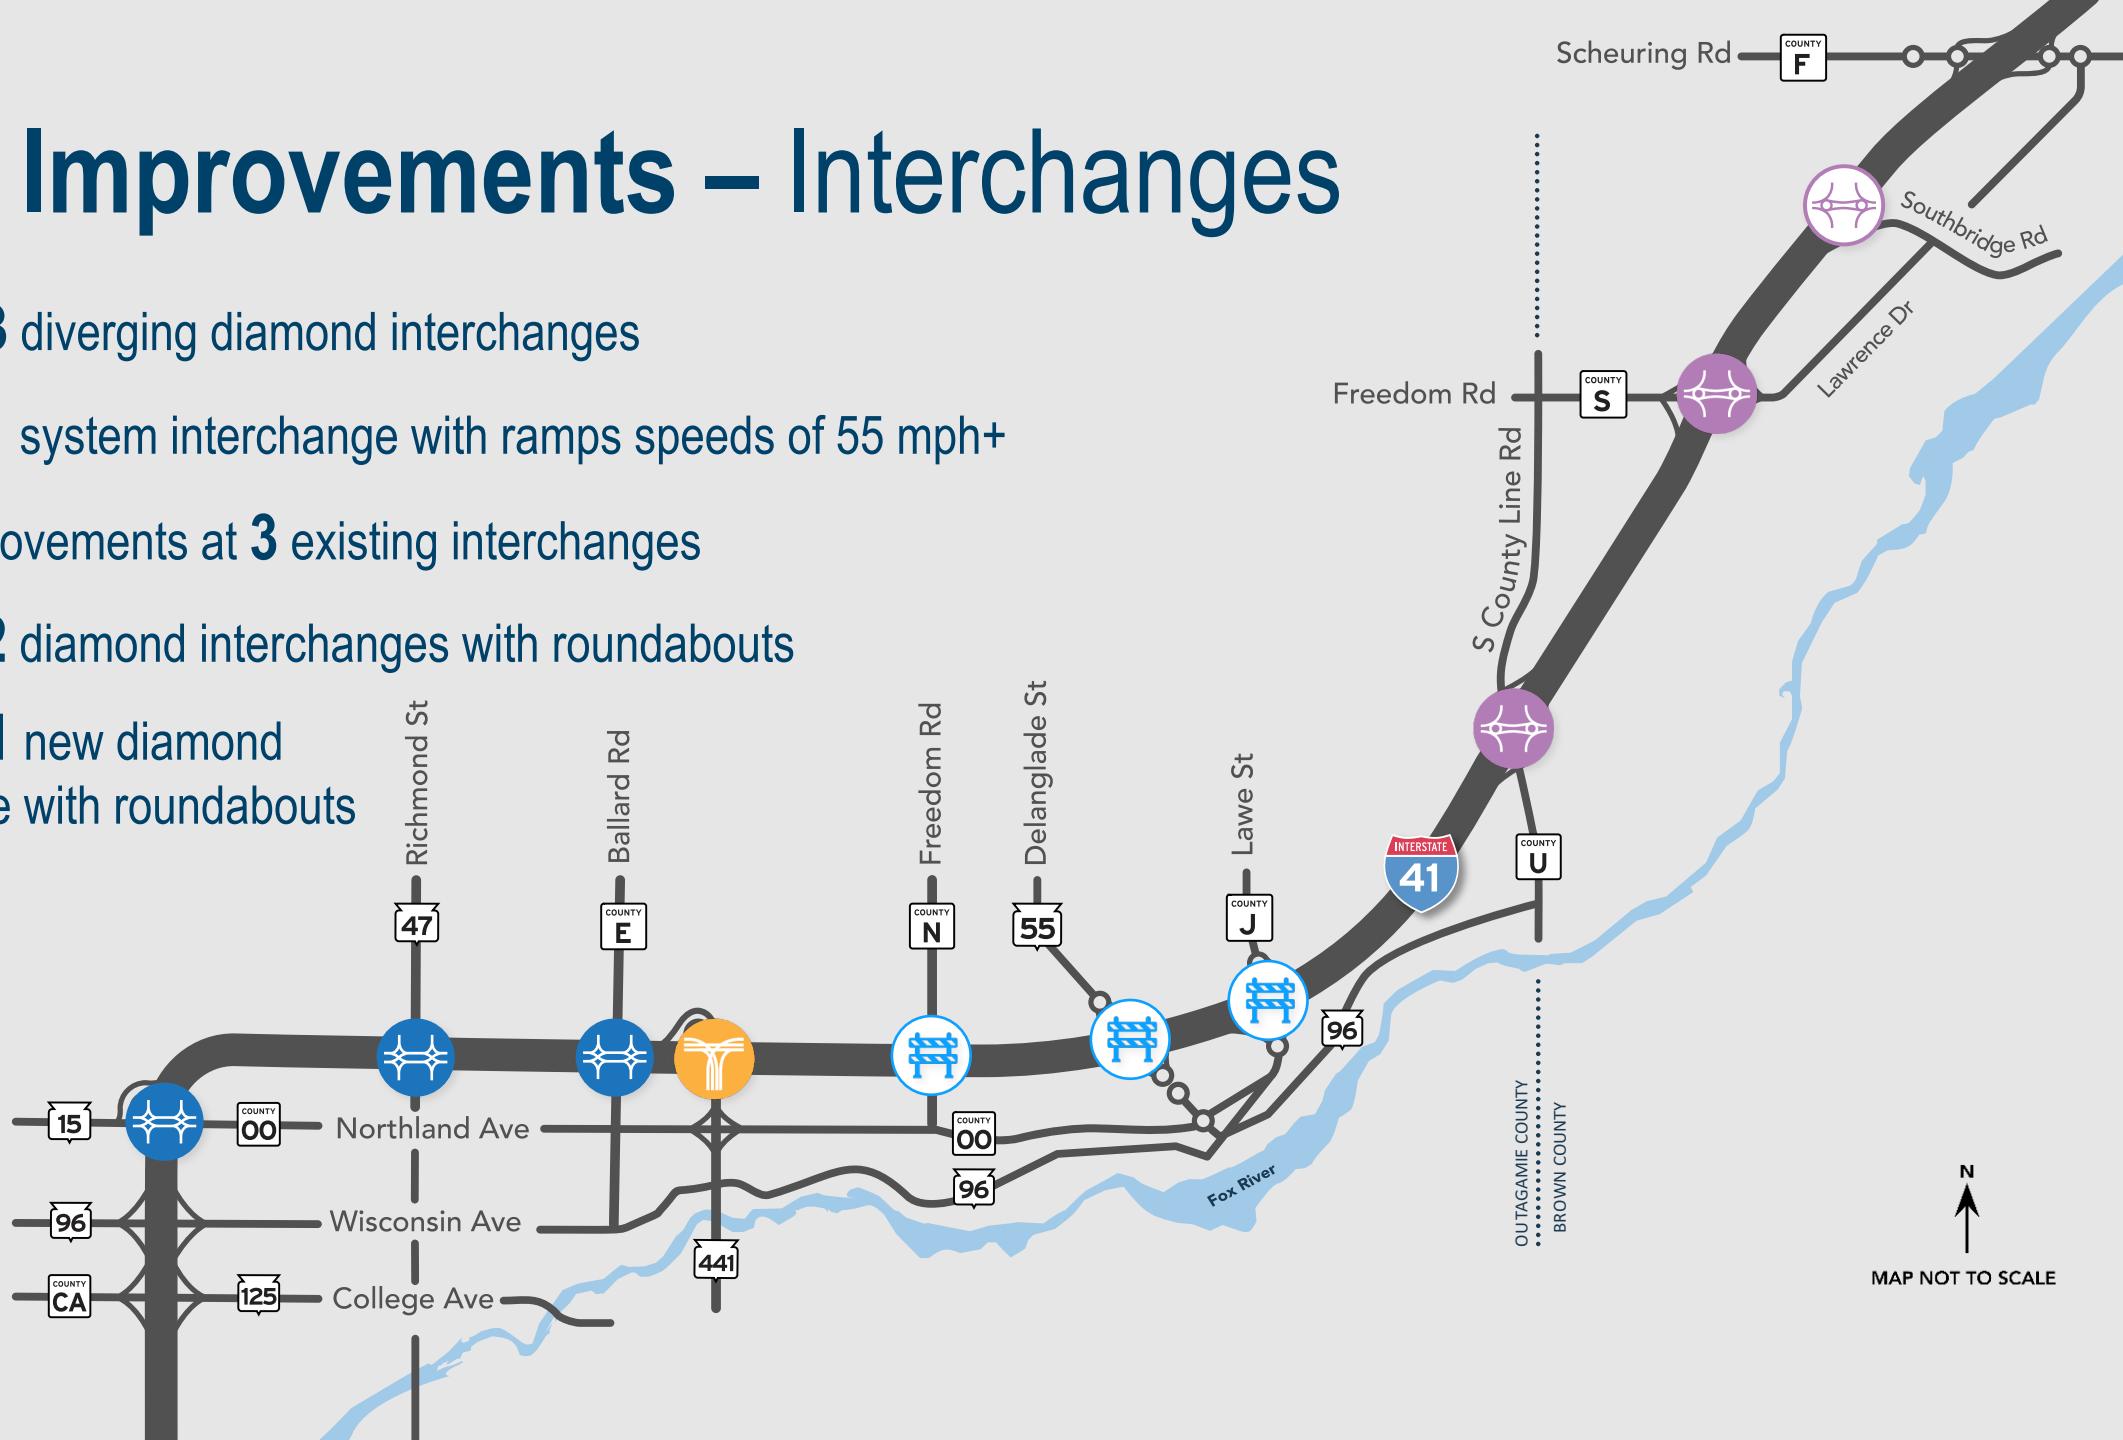 Scheuring Rd
COUNTY
F
Improvements – Interchanges
Southbridge Rd
3 diverging diamond interchanges
Lawrence Dr
Freedom Rd
COUNTY
S
system interchange with ramps speeds of 55 mph+
S County Line Rd
ovements at 3 existing interchanges
2 diamond interchanges with roundabouts
1 new diamond
e with roundabouts
Richmond St
Ballard Rd
Freedom Rd
Delanglade St
Lawe St
INTERSTATE
41
COUNTY
U
47
COUNTY
E
COUNTY
N
55
COUNTY
J
96
15
COUNTY
OO
Northland Ave
COUNTY
OO
96
Fox River
OUTAGAMIE COUNTY
BROWN COUNTY
N
MAP NOT TO SCALE
96
Wisconsin Ave
441
COUNTY
CA
125
College Ave